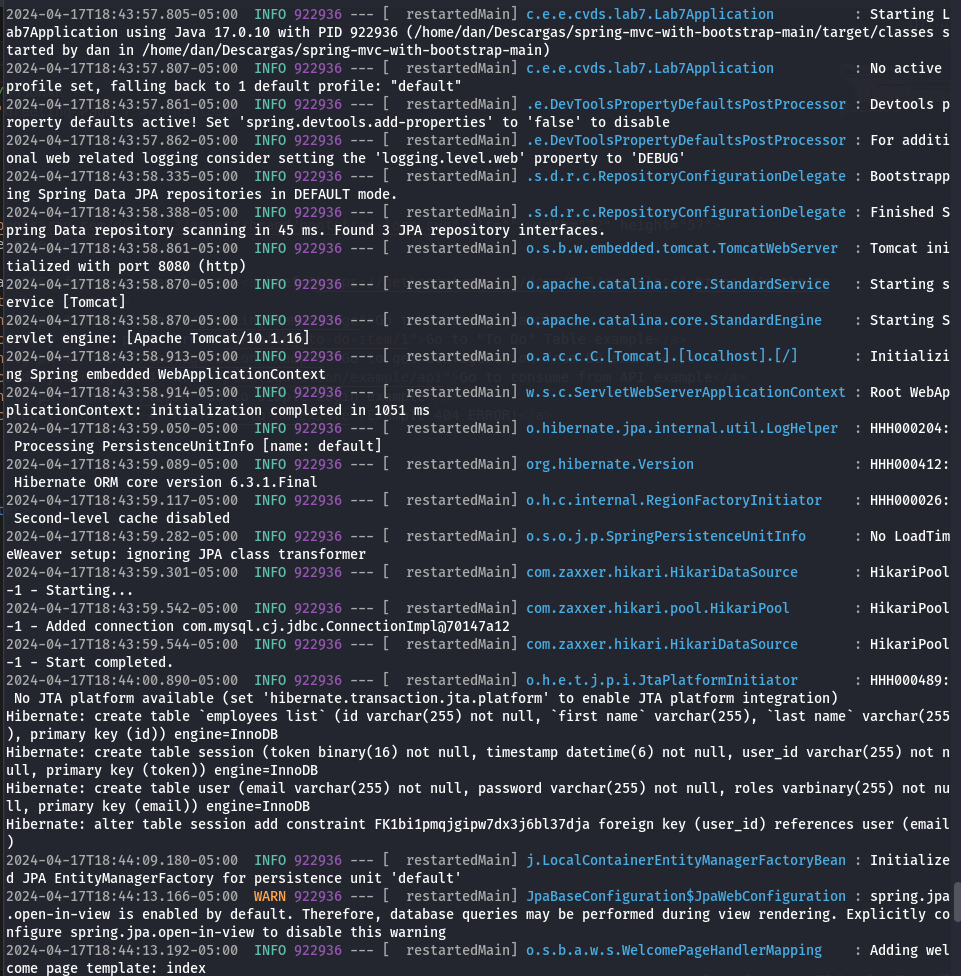 2024-04-17T18:43:57.805-05:00  INFO 922936 --- [  restartedMain] c.e.e.cvds.lab7.Lab7Application          : Starting L
ab7Application using Java 17.0.10 with PID 922936 (/home/dan/Descargas/spring-mvc-with-bootstrap-main/target/classes s
tarted by dan in /home/dan/Descargas/spring-mvc-with-bootstrap-main)
2024-04-17T18:43:57.807-05:00  INFO 922936 --- [  restartedMain] c.e.e.cvds.lab7.Lab7Application          : No active 
profile set, falling back to 1 default profile: "default"
2024-04-17T18:43:57.861-05:00  INFO 922936 --- [  restartedMain] .e.DevToolsPropertyDefaultsPostProcessor : Devtools p
roperty defaults active! Set 'spring.devtools.add-properties' to 'false' to disable
2024-04-17T18:43:57.862-05:00  INFO 922936 --- [  restartedMain] .e.DevToolsPropertyDefaultsPostProcessor : For additi
onal web related logging consider setting the 'logging.level.web' property to 'DEBUG'
2024-04-17T18:43:58.335-05:00  INFO 922936 --- [  restartedMain] .s.d.r.c.RepositoryConfigurationDelegate : Bootstrapp
ing Spring Data JPA repositories in DEFAULT mode.
2024-04-17T18:43:58.388-05:00  INFO 922936 --- [  restartedMain] .s.d.r.c.RepositoryConfigurationDelegate : Finished S
pring Data repository scanning in 45 ms. Found 3 JPA repository interfaces.
2024-04-17T18:43:58.861-05:00  INFO 922936 --- [  restartedMain] o.s.b.w.embedded.tomcat.TomcatWebServer  : Tomcat ini
tialized with port 8080 (http)
2024-04-17T18:43:58.870-05:00  INFO 922936 --- [  restartedMain] o.apache.catalina.core.StandardService   : Starting s
ervice [Tomcat]
2024-04-17T18:43:58.870-05:00  INFO 922936 --- [  restartedMain] o.apache.catalina.core.StandardEngine    : Starting S
ervlet engine: [Apache Tomcat/10.1.16]
2024-04-17T18:43:58.913-05:00  INFO 922936 --- [  restartedMain] o.a.c.c.C.[Tomcat].[localhost].[/]       : Initializi
ng Spring embedded WebApplicationContext
2024-04-17T18:43:58.914-05:00  INFO 922936 --- [  restartedMain] w.s.c.ServletWebServerApplicationContext : Root WebAp
plicationContext: initialization completed in 1051 ms
2024-04-17T18:43:59.050-05:00  INFO 922936 --- [  restartedMain] o.hibernate.jpa.internal.util.LogHelper  : HHH000204:
 Processing PersistenceUnitInfo [name: default]
2024-04-17T18:43:59.089-05:00  INFO 922936 --- [  restartedMain] org.hibernate.Version                    : HHH000412:
 Hibernate ORM core version 6.3.1.Final
2024-04-17T18:43:59.117-05:00  INFO 922936 --- [  restartedMain] o.h.c.internal.RegionFactoryInitiator    : HHH000026:
 Second-level cache disabled
2024-04-17T18:43:59.282-05:00  INFO 922936 --- [  restartedMain] o.s.o.j.p.SpringPersistenceUnitInfo      : No LoadTim
eWeaver setup: ignoring JPA class transformer
2024-04-17T18:43:59.301-05:00  INFO 922936 --- [  restartedMain] com.zaxxer.hikari.HikariDataSource       : HikariPool
-1 - Starting...
2024-04-17T18:43:59.542-05:00  INFO 922936 --- [  restartedMain] com.zaxxer.hikari.pool.HikariPool        : HikariPool
-1 - Added connection com.mysql.cj.jdbc.ConnectionImpl@70147a12
2024-04-17T18:43:59.544-05:00  INFO 922936 --- [  restartedMain] com.zaxxer.hikari.HikariDataSource       : HikariPool
-1 - Start completed.
2024-04-17T18:44:00.890-05:00  INFO 922936 --- [  restartedMain] o.h.e.t.j.p.i.JtaPlatformInitiator       : HHH000489:
 No JTA platform available (set 'hibernate.transaction.jta.platform' to enable JTA platform integration)
Hibernate: create table `employees list` (id varchar(255) not null, `first name` varchar(255), `last name` varchar(255
), primary key (id)) engine=InnoDB
Hibernate: create table session (token binary(16) not null, timestamp datetime(6) not null, user_id varchar(255) not n
ull, primary key (token)) engine=InnoDB
Hibernate: create table user (email varchar(255) not null, password varchar(255) not null, roles varbinary(255) not nu
ll, primary key (email)) engine=InnoDB
Hibernate: alter table session add constraint FK1bi1pmqjgipw7dx3j6bl37dja foreign key (user_id) references user (email
)
2024-04-17T18:44:09.180-05:00  INFO 922936 --- [  restartedMain] j.LocalContainerEntityManagerFactoryBean : Initialize
d JPA EntityManagerFactory for persistence unit 'default'
2024-04-17T18:44:13.166-05:00  WARN 922936 --- [  restartedMain] JpaBaseConfiguration$JpaWebConfiguration : spring.jpa
.open-in-view is enabled by default. Therefore, database queries may be performed during view rendering. Explicitly co
nfigure spring.jpa.open-in-view to disable this warning
2024-04-17T18:44:13.192-05:00  INFO 922936 --- [  restartedMain] o.s.b.a.w.s.WelcomePageHandlerMapping    : Adding wel
come page template: index